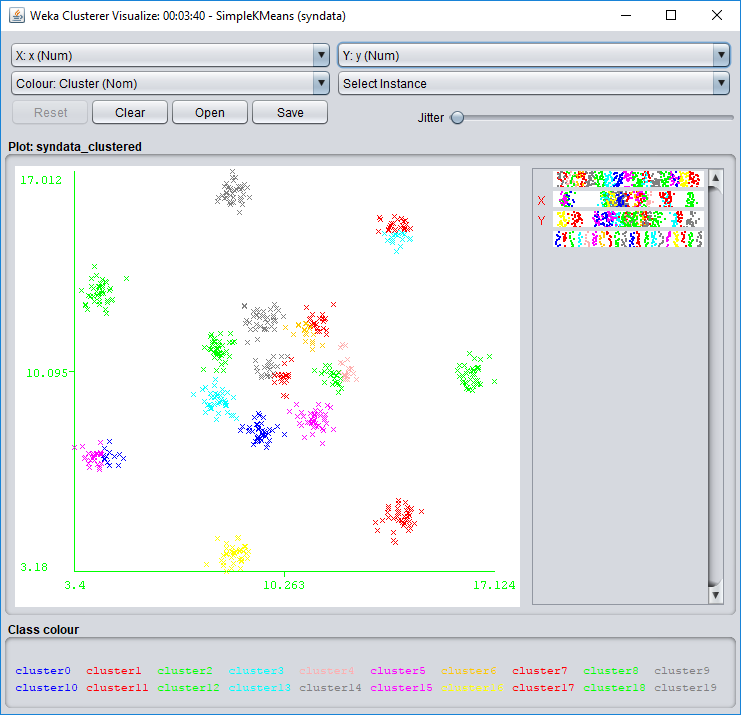 Weka Clusterer Visualize: 00:03:40 - SimpleKMeans (syndata)
X: x (Num) Y: y (Num)
Colour: Cluster (Nom) Select Instance
Reset Clear Open Save Jitter
Plot: syndata_clustered
17.012
X
Y
10.095
3.18
3.4 10.263 17.124
Class colour
cluster0 cluster1 cluster2 cluster3 cluster4 cluster5 cluster6 cluster7 cluster8 cluster9
cluster10 cluster11 cluster12 cluster13 cluster14 cluster15 cluster16 cluster17 cluster18 cluster19